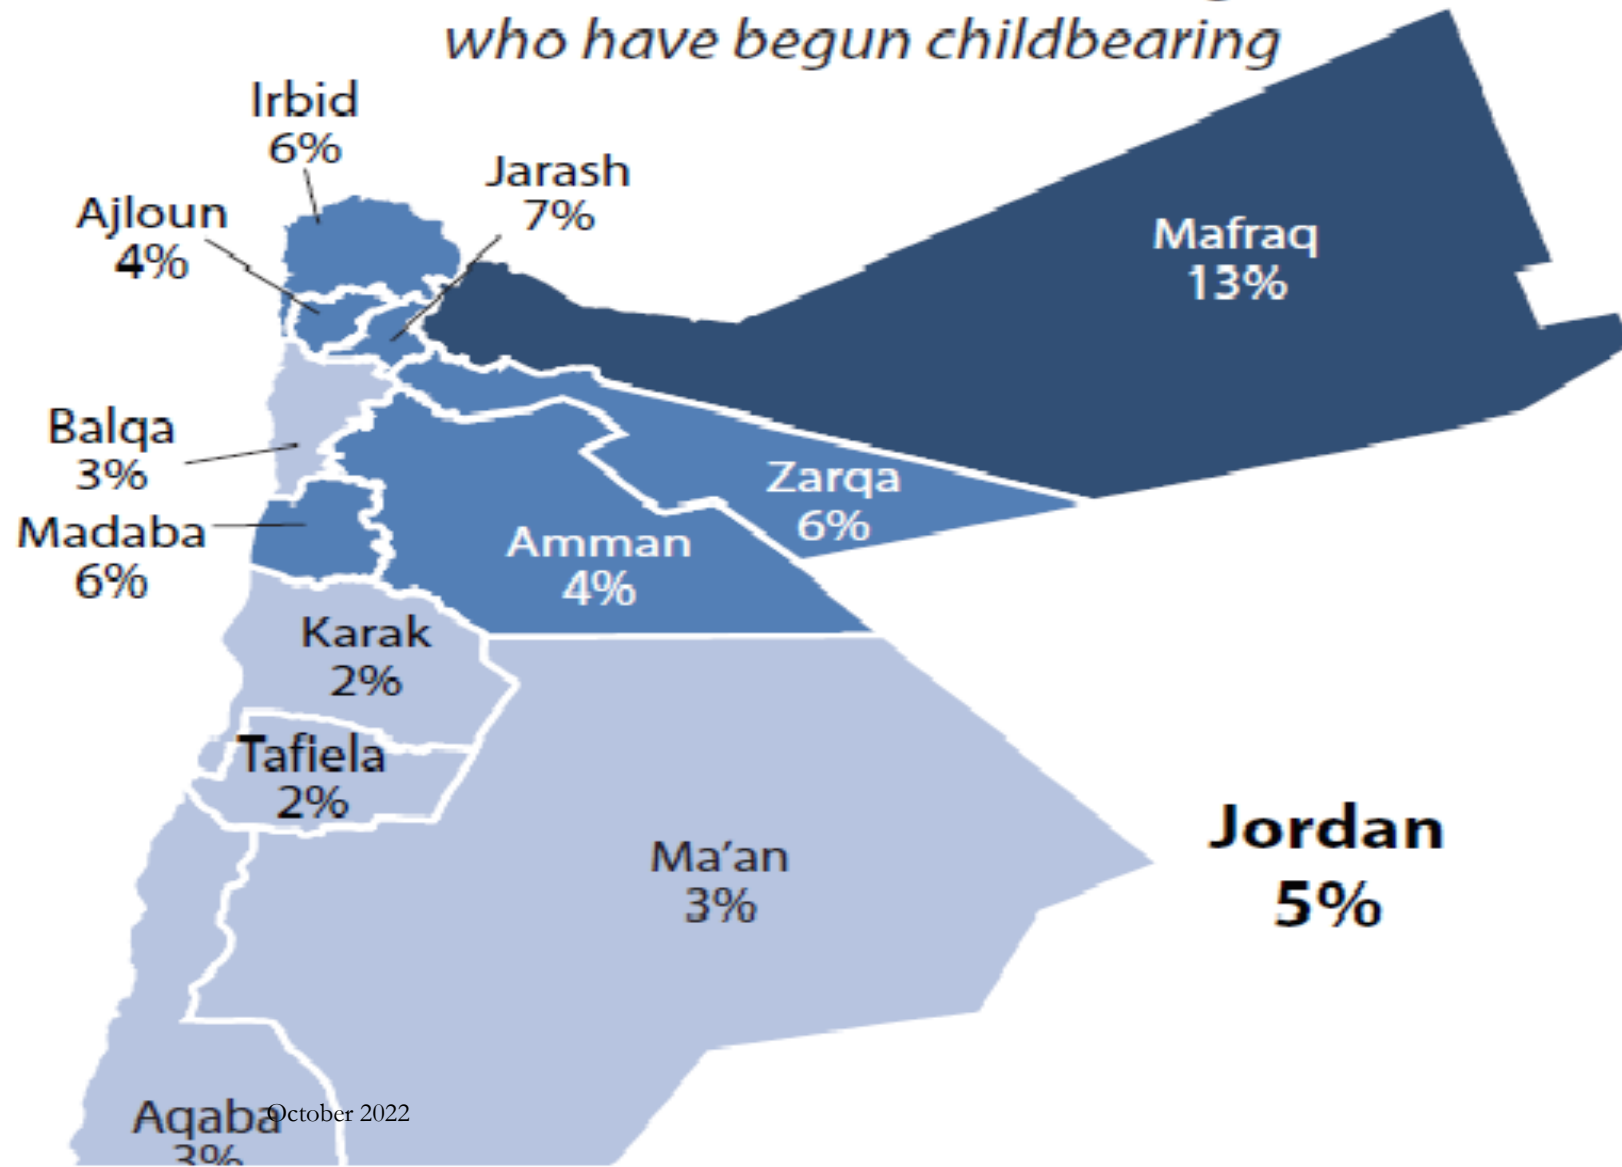 who have begun childbearing
Irbid
6%
Jarash
7%
Ajloun
4%
Mafraq
13%
Balqa
3%
Zarqa
6%
Madaba
6%
Amman
4%
Karak
2%
Tafiela
2%
Ma’an
3%
Jordan
5%
Aqaba
3%
October 2022